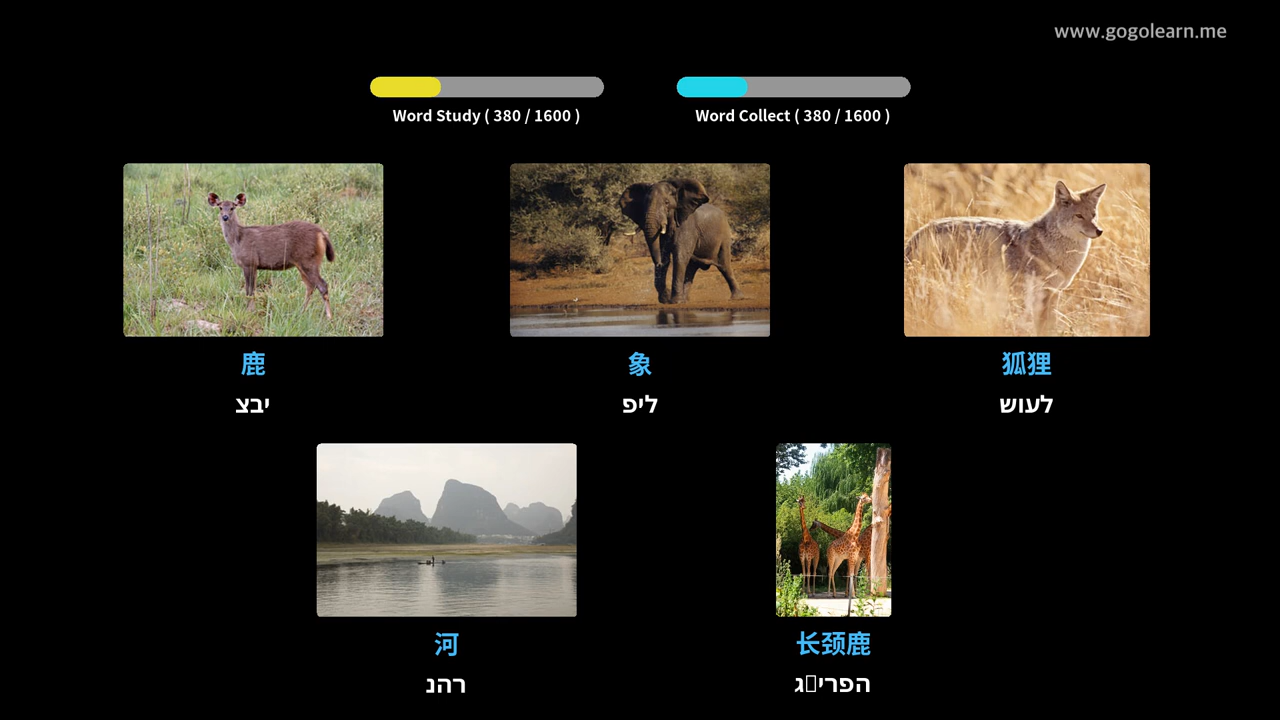 www.gogolearn.me
Word Study ( 380 / 1600 )
Word Collect ( 380 / 1600 )
鹿
יבצ
象
ליפ
狐狸
לעוש
河
רהנ
长颈鹿
הפרי▯ג